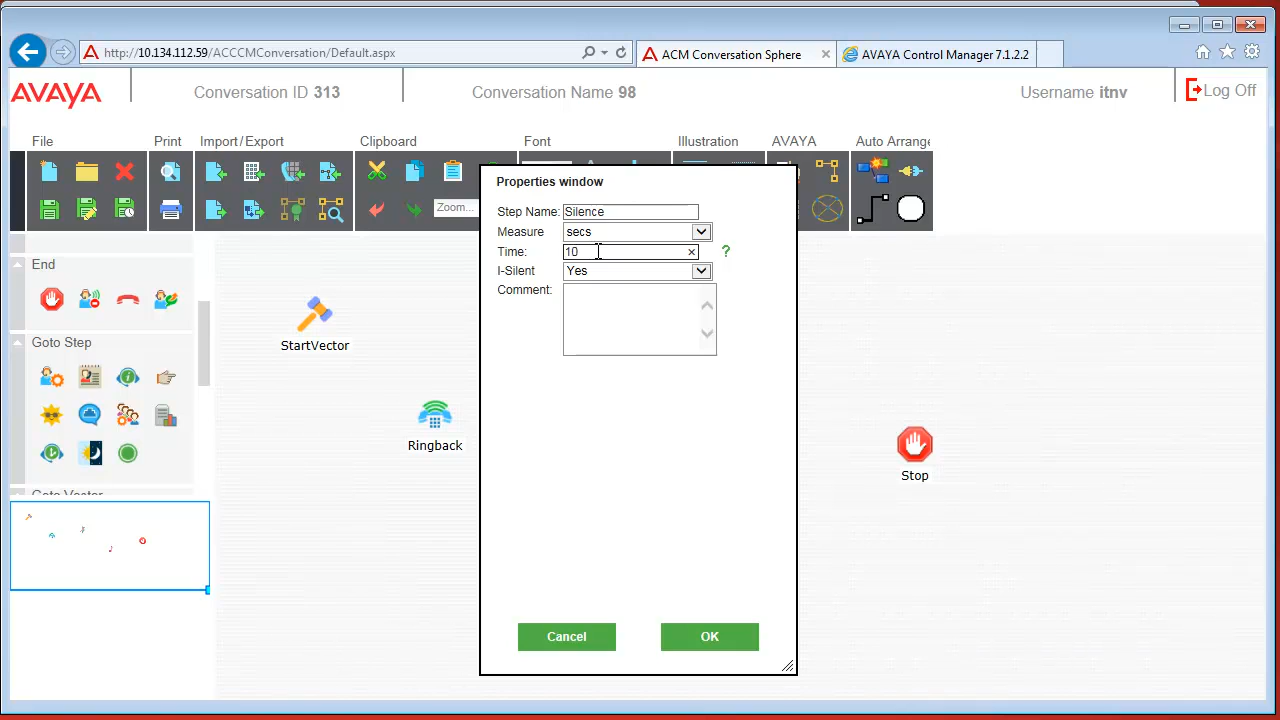 http://10.134.112.59/ACCCMConversation/Default.aspx
ACM Conversation Sphere
AVAYA Control Manager 7.1.2.2
AVAYA
Conversation ID 313
Conversation Name 98
Username itnv
Log Off
File
Print
Import/Export
Clipboard
Font
Illustration
AVAYA
Auto Arrange
Zoom...
Properties window
Step Name: Silence
Measure secs
Time: 10
I-Silent Yes
Comment:
End
StartVector
Goto Step
Ringback
Stop
Cancel
OK